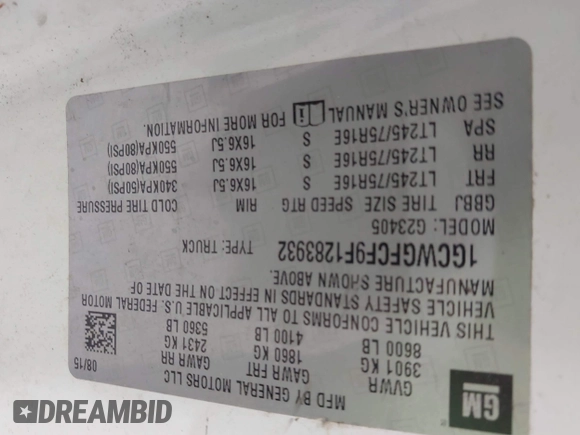 GM
MFD BY GENERAL MOTORS LLC
08/15
GVWR GAWR FRT GAWR RR
3901 KG 1860 KG 2431 KG
8600 LB 4100 LB 5360 LB
THIS VEHICLE CONFORMS TO ALL APPLICABLE U.S. FEDERAL MOTOR
VEHICLE SAFETY STANDARDS IN EFFECT ON THE DATE OF
MANUFACTURE SHOWN ABOVE.
1GCWGFCF9F1283932 TYPE: TRUCK
MODEL: G23405
GBBJ TIRE SIZE SPEED RTG RIM COLD TIRE PRESSURE
FRT LT245/75R16E S 16X6.5J 340KPA(50PSI)
RR LT245/75R16E S 16X6.5J 550KPA(80PSI)
SPA LT245/75R16E S 16X6.5J 550KPA(80PSI)
SEE OWNER'S MANUAL FOR MORE INFORMATION.
DREAMBID